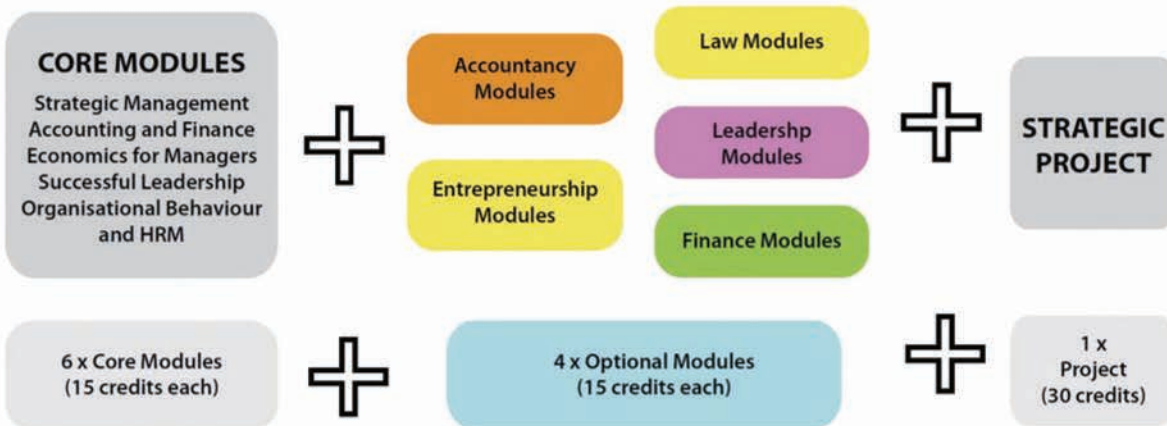 CORE MODULES
Strategic Management
Accounting and Finance
Economics for Managers
Successful Leadership
Organisational Behaviour
and HRM
Accountancy
Modules
Entrepreneurship
Modules
Law Modules
Leadershp
Modules
Finance Modules
STRATEGIC
PROJECT
6 x Core Modules
(15 credits each)
4 x Optional Modules
(15 credits each)
1 x
Project
(30 credits)